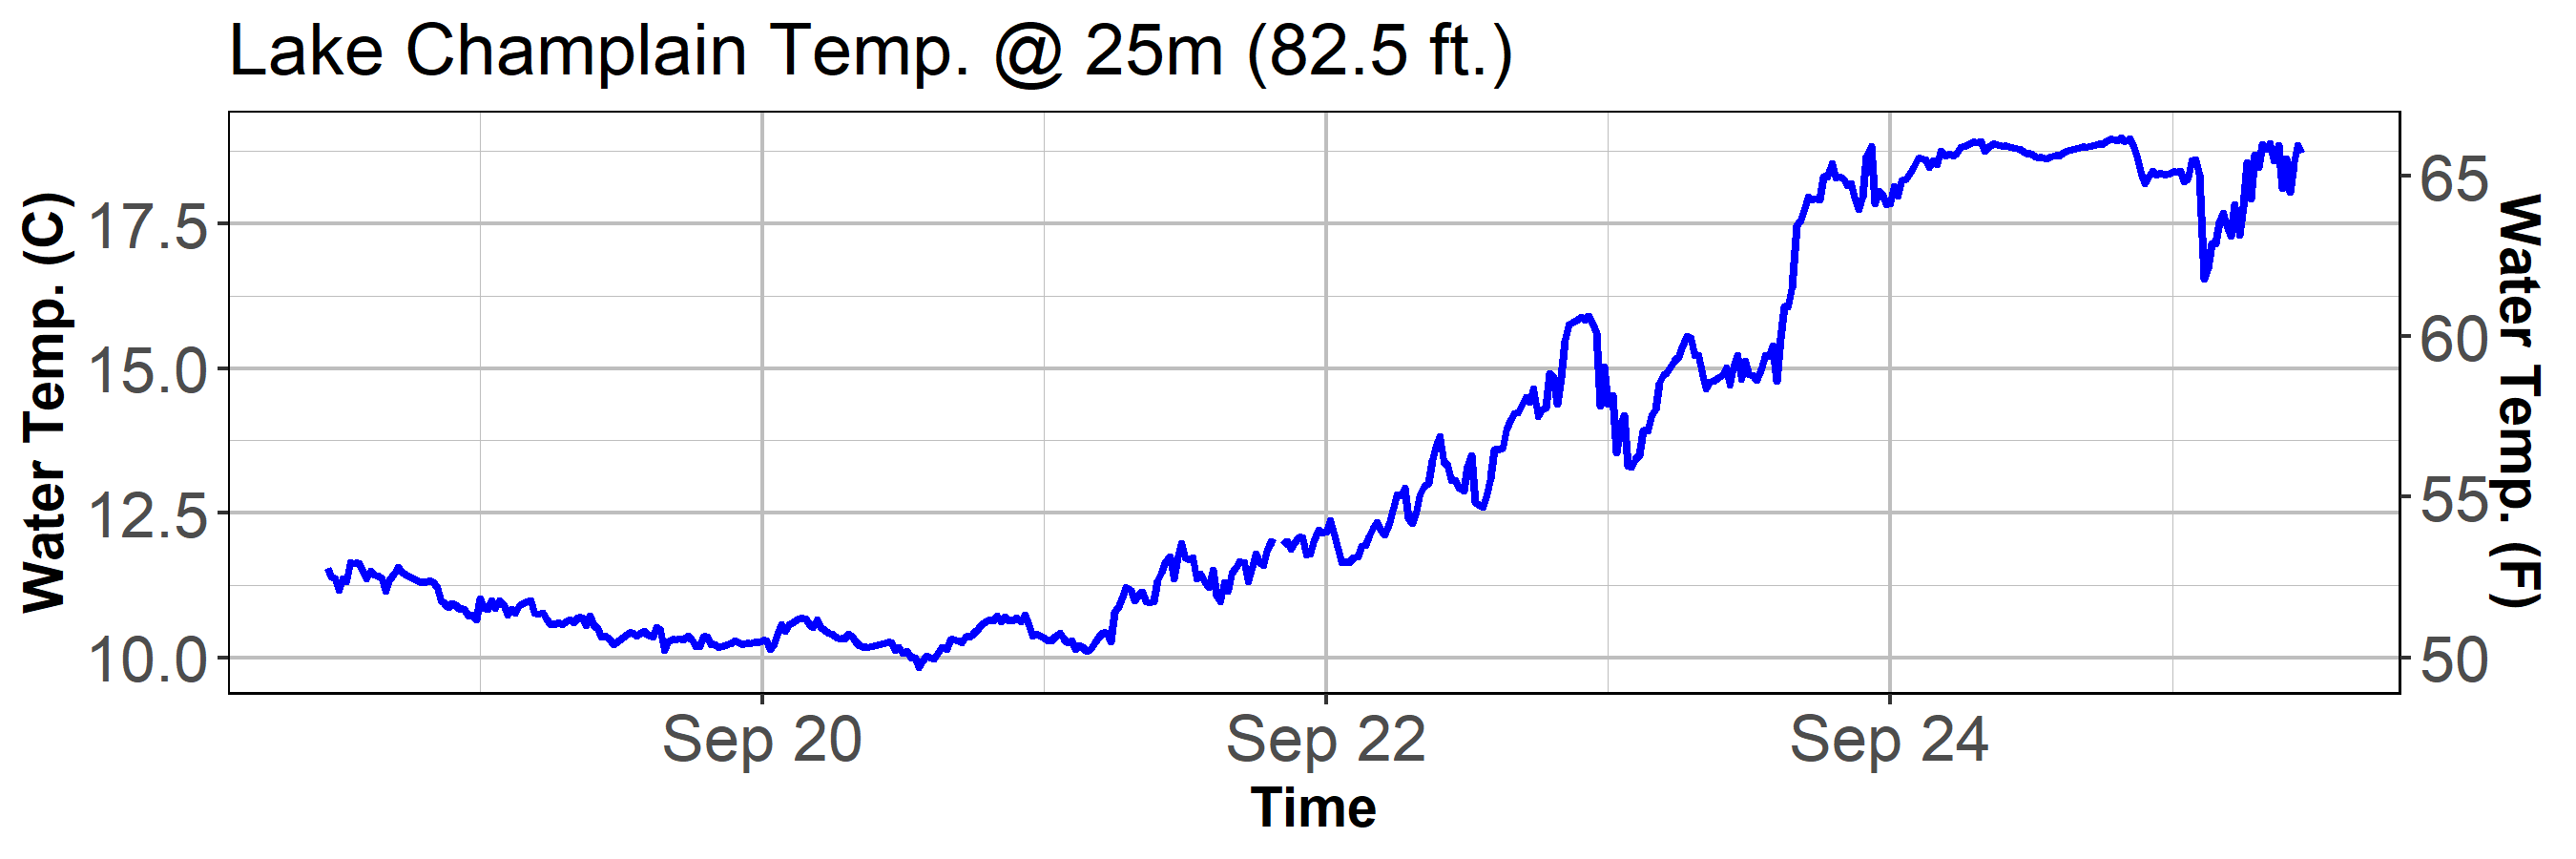 Lake Champlain Temp. @ 25m (82.5 ft.)
Water Temp. (C)
17.5
15.0
12.5
10.0
65
60
55
50
Water Temp. (F)
Sep 20
Sep 22
Sep 24
Time